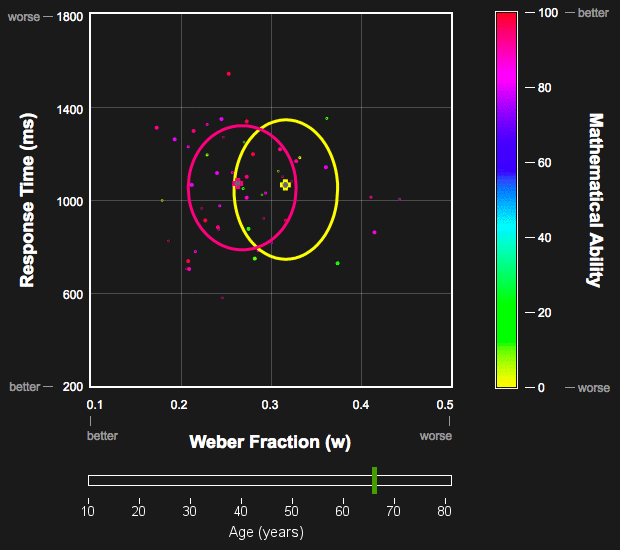 worse
1800
1400
1000
600
better
200
Response Time (ms)
0.1
0.2
0.3
0.4
0.5
better
worse
Weber Fraction (w)
10
20
30
40
50
60
70
80
Age (years)
100
better
80
60
40
20
0
worse
Mathematical Ability